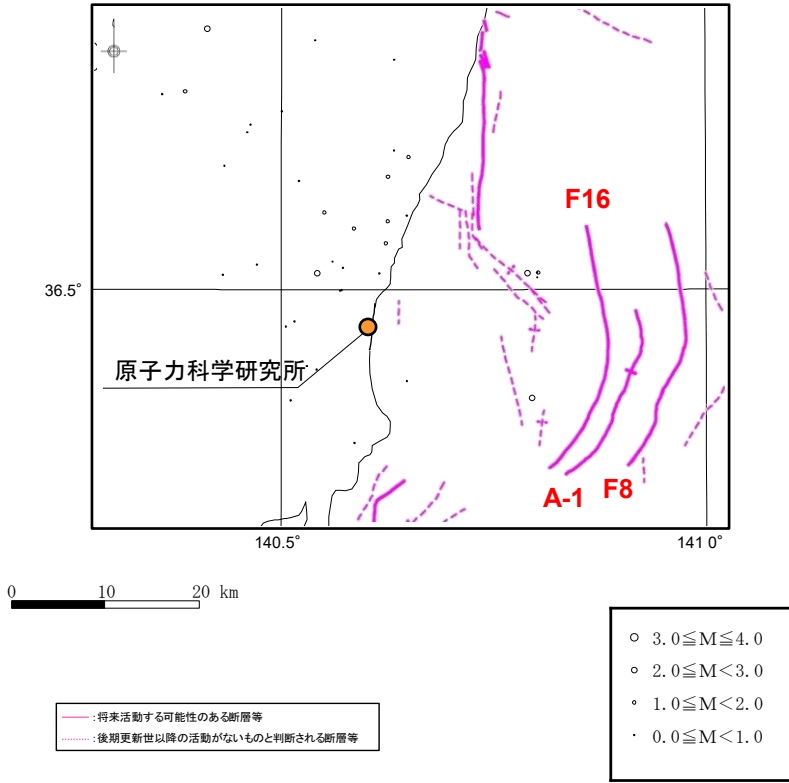 F16
36.5°
原子力科学研究所
A-1
F8
140.5°
141 0°
0 10 20 km
3.0≦M≦4.0
2.0≦M<3.0
1.0≦M<2.0
0.0≦M<1.0
:将来活動する可能性のある断層等
:後期更新世以降の活動がないものと判断される断層等